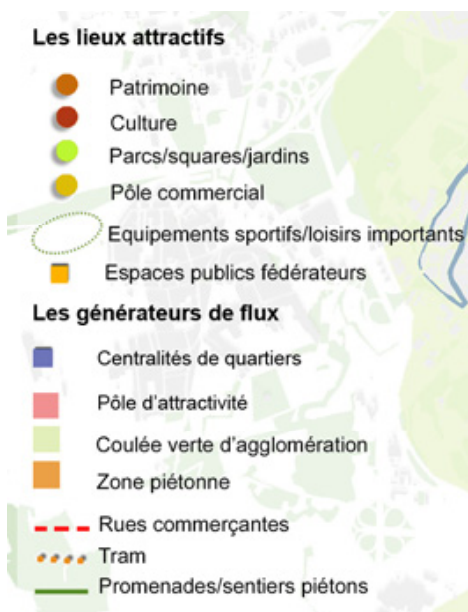 Les lieux attractifs
Patrimoine
Culture
Parcs/squares/jardins
Pôle commercial
Equipements sportifs/loisirs importants
Espaces publics fédérateurs
Les générateurs de flux
Centralités de quartiers
Pôle d'attractivité
Coulée verte d'agglomération
Zone piétonne
Rues commerçantes
Tram
Promenades/sentiers piétons